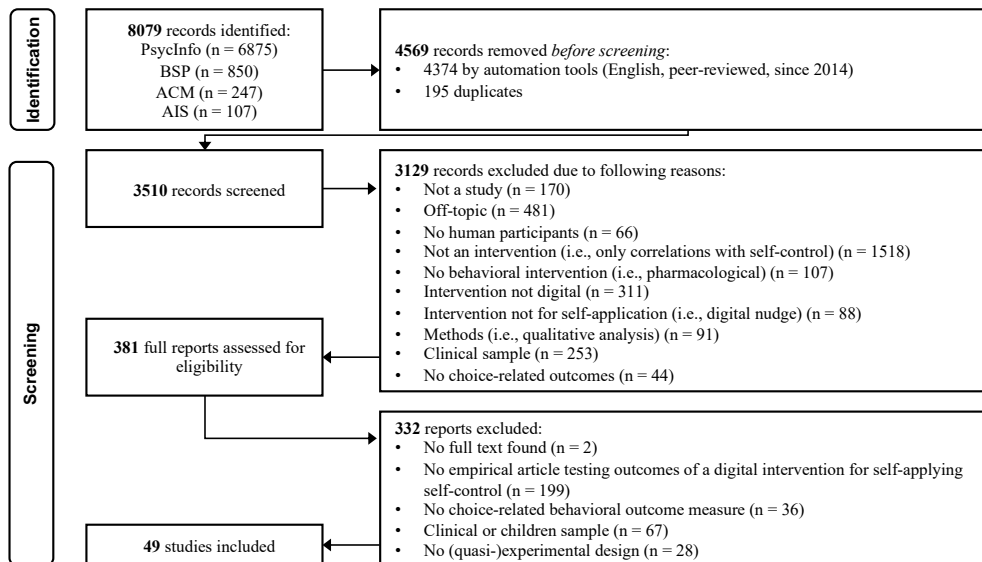 Identification
8079 records identified:
PsycInfo (n = 6875)
BSP (n = 850)
ACM (n = 247)
AIS (n = 107)
4569 records removed before screening:
• 4374 by automation tools (English, peer-reviewed, since 2014)
• 195 duplicates
Screening
3510 records screened
3129 records excluded due to following reasons:
• Not a study (n = 170)
• Off-topic (n = 481)
• No human participants (n = 66)
• Not an intervention (i.e., only correlations with self-control) (n = 1518)
• No behavioral intervention (i.e., pharmacological) (n = 107)
• Intervention not digital (n = 311)
• Intervention not for self-application (i.e., digital nudge) (n = 88)
• Methods (i.e., qualitative analysis) (n = 91)
• Clinical sample (n = 253)
• No choice-related outcomes (n = 44)
381 full reports assessed for
eligibility
332 reports excluded:
• No full text found (n = 2)
• No empirical article testing outcomes of a digital intervention for self-applying
self-control (n = 199)
• No choice-related behavioral outcome measure (n = 36)
• Clinical or children sample (n = 67)
• No (quasi-)experimental design (n = 28)
49 studies included